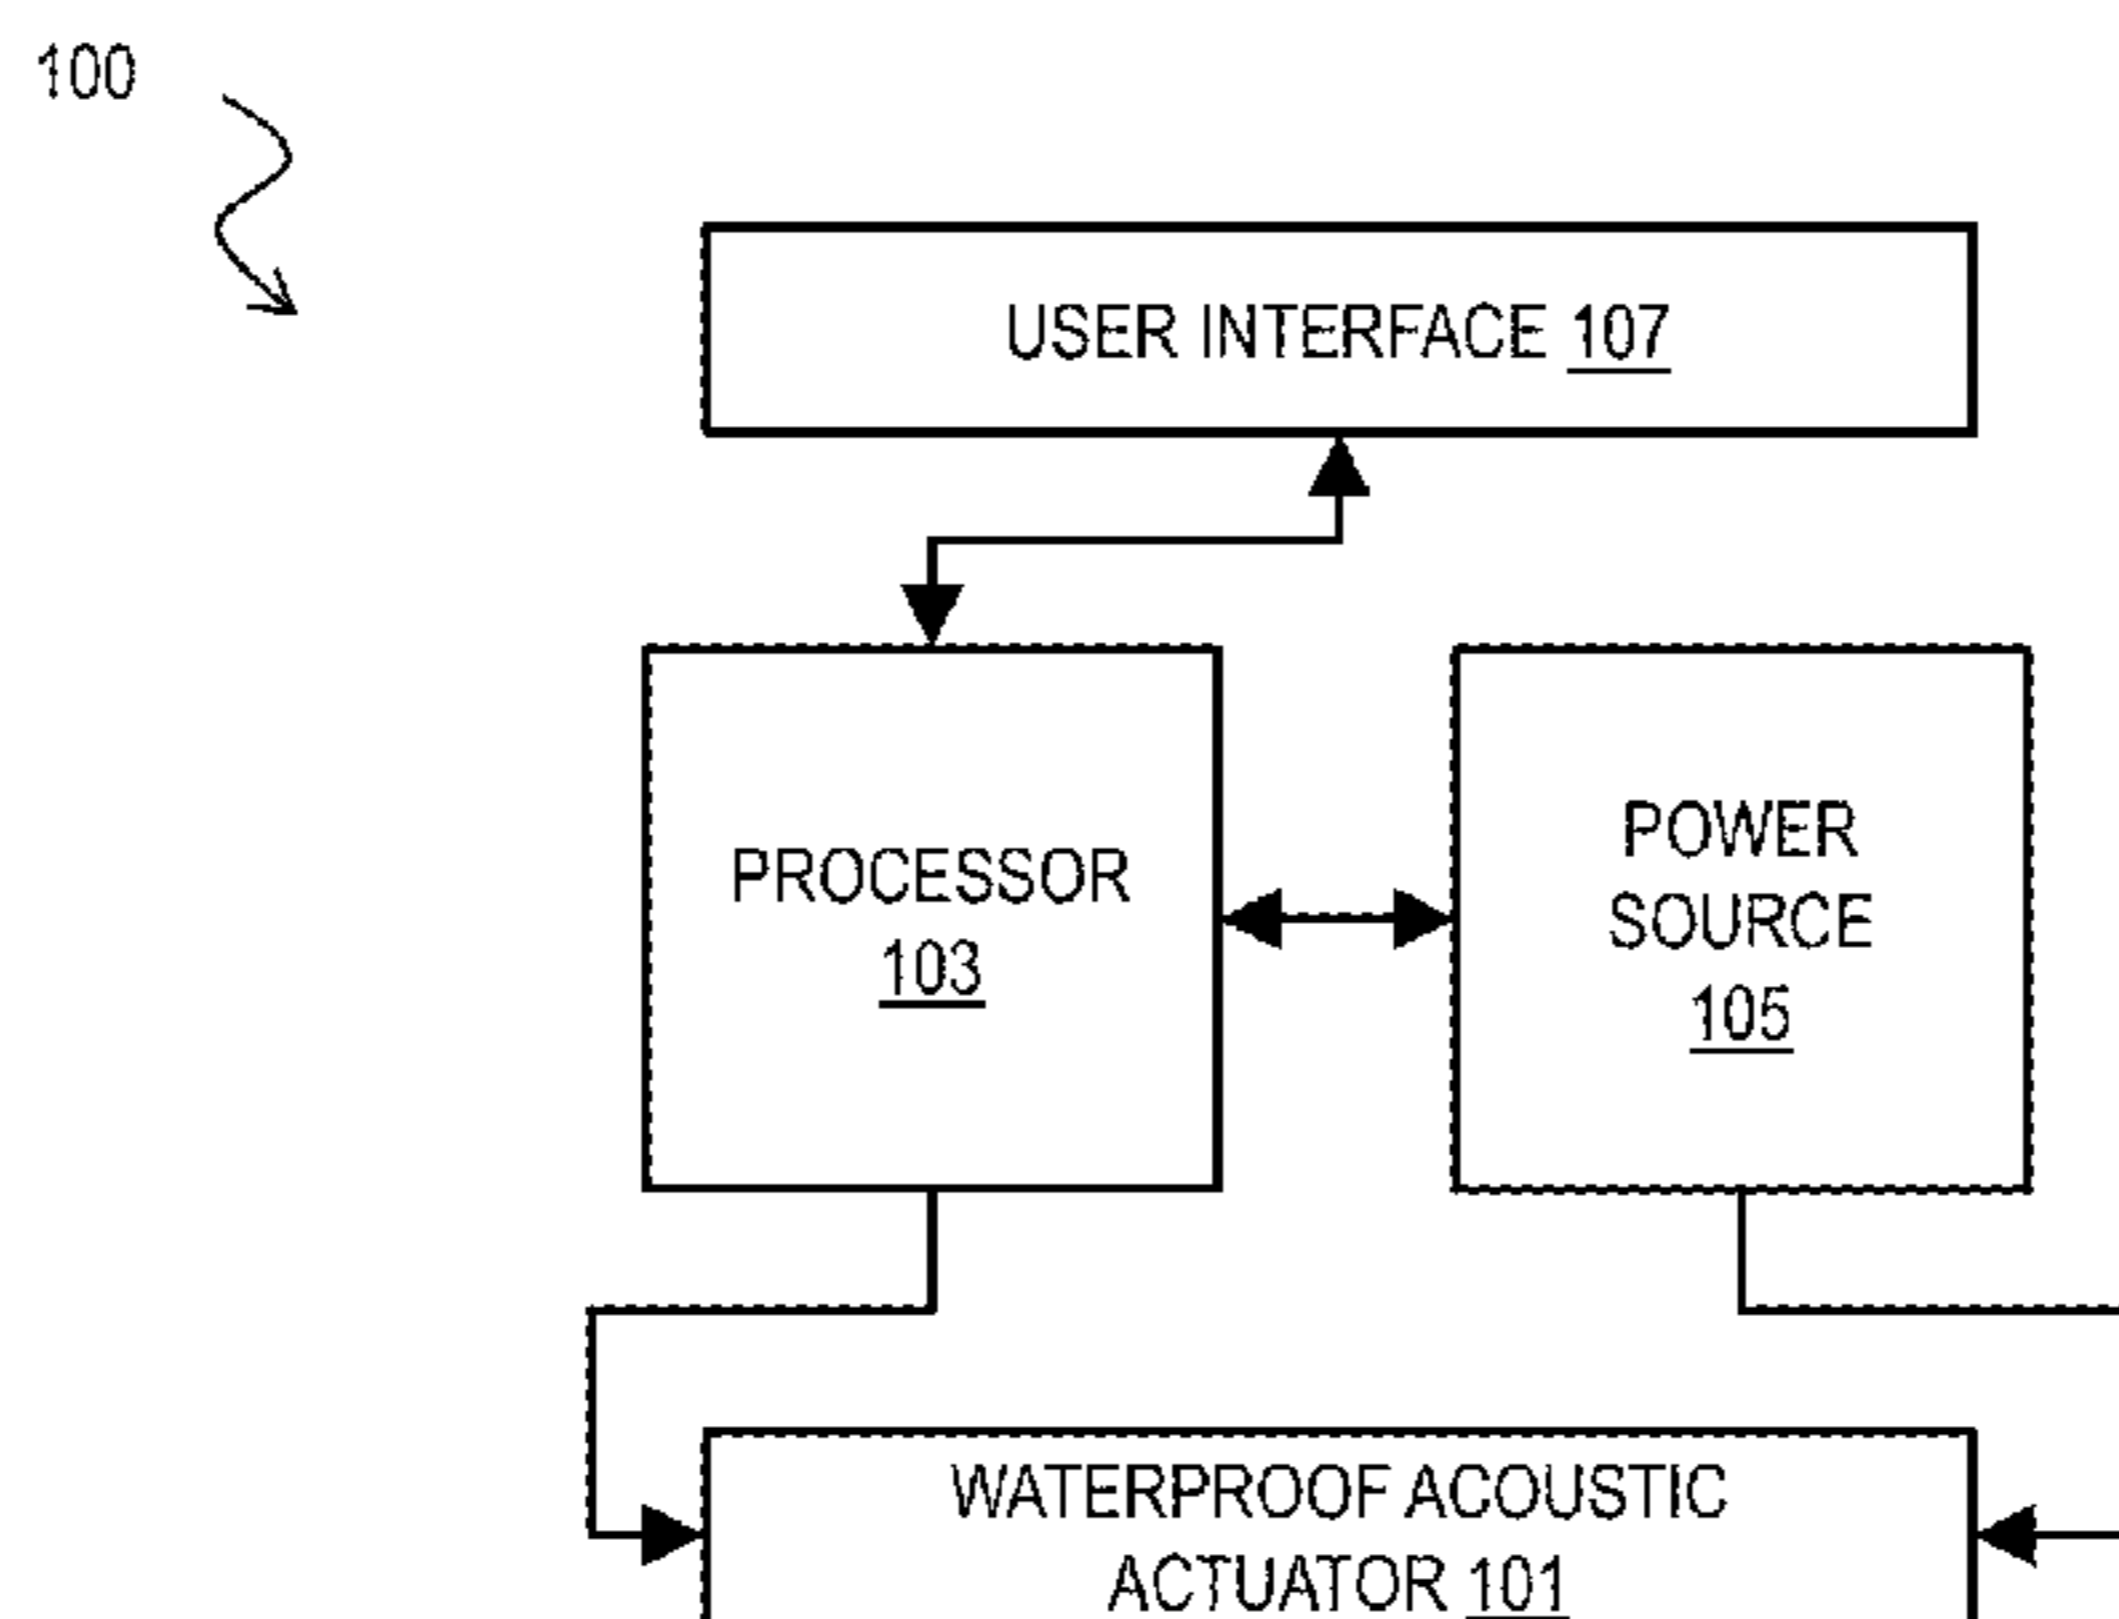 100
USER INTERFACE 107
PROCESSOR
103
POWER
SOURCE
105
WATERPROOF ACOUSTIC
ACTUATOR 101